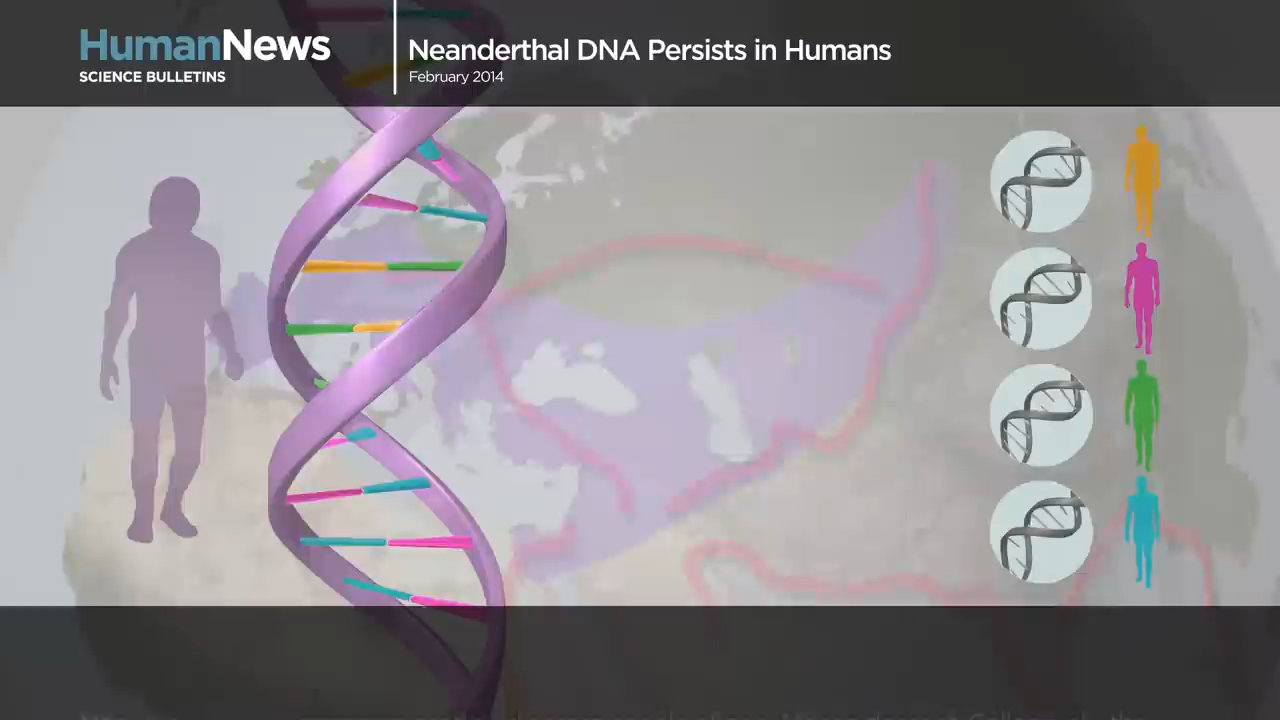 HumanNews
SCIENCE BULLETINS
Neanderthal DNA Persists in Humans
February 2014